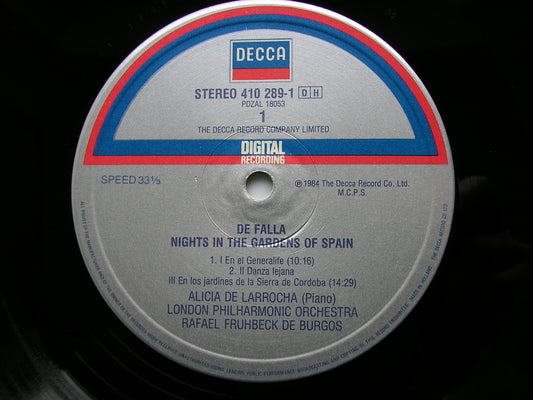 DECCA
STEREO 410 289-1 DH
PDZAL 18053
1
THE DECCA RECORD COMPANY LIMITED
DIGITAL
RECORDING
SPEED 33⅓
℗ 1984 The Decca Record Co. Ltd.
M.C.P.S.
DE FALLA
NIGHTS IN THE GARDENS OF SPAIN
1. I En el Generalife (10:16)
2. II Danza lejana
III En los jardines de la Sierra de Cordoba (14:29)
ALICIA DE LARROCHA (Piano)
LONDON PHILHARMONIC ORCHESTRA
RAFAEL FRUHBECK DE BURGOS